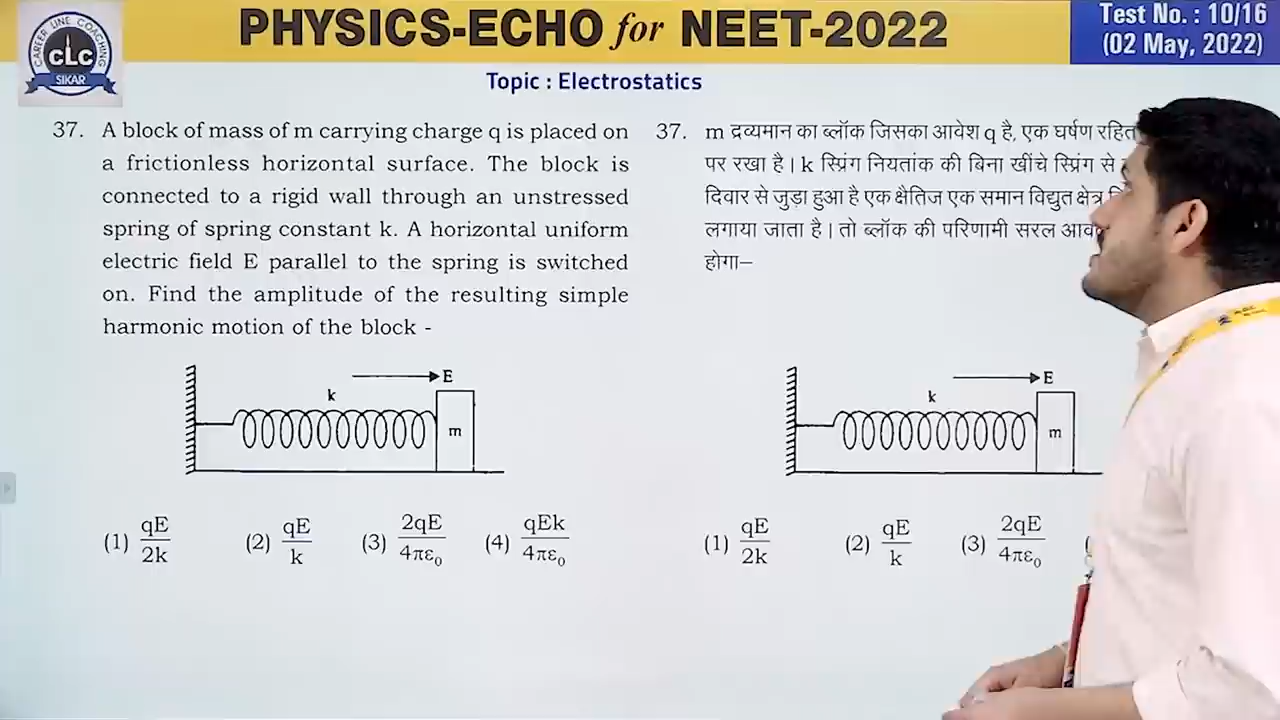 CAREER LINE COACHING
CLC
SIKAR
PHYSICS-ECHO for NEET-2022
Test No. : 10/16
(02 May, 2022)
Topic : Electrostatics
37. A block of mass of m carrying charge q is placed on
a frictionless horizontal surface. The block is
connected to a rigid wall through an unstressed
spring of spring constant k. A horizontal uniform
electric field E parallel to the spring is switched
on. Find the amplitude of the resulting simple
harmonic motion of the block -
E
k
m
(1) qE/2k (2) qE/k (3) 2qE/4πε₀ (4) qEk/4πε₀
37. m द्रव्यमान का ब्लॉक जिसका आवेश q है, एक घर्षण रहित
पर रखा है। k स्प्रिंग नियतांक की बिना खींचे स्प्रिंग से
दिवार से जुड़ा हुआ है एक क्षैतिज एक समान विद्युत क्षेत्र
लगाया जाता है। तो ब्लॉक की परिणामी सरल
होगा–
E
k
m
(1) qE/2k (2) qE/k (3) 2qE/4πε₀